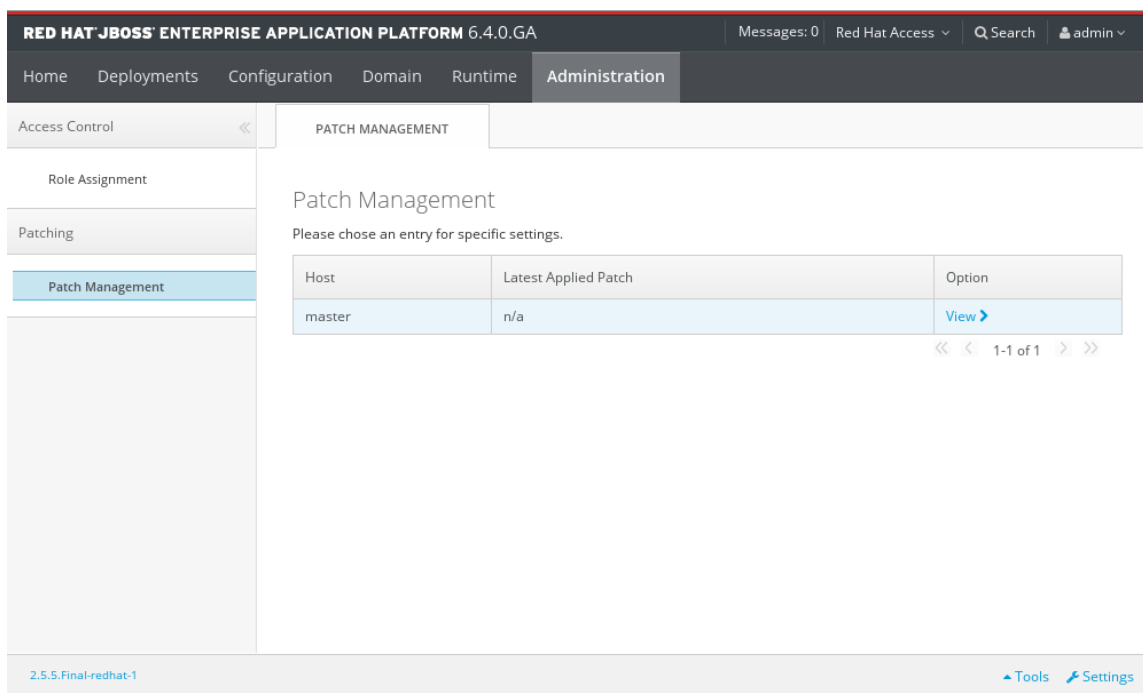 RED HAT JBOSS ENTERPRISE APPLICATION PLATFORM 6.4.0.GA Messages: 0 Red Hat Access Search admin
Home Deployments Configuration Domain Runtime Administration
Access Control PATCH MANAGEMENT
Role Assignment
Patch Management
Patching
Please chose an entry for specific settings.
Host Latest Applied Patch Option
Patch Management
master n/a View
1-1 of 1
2.5.5.Final-redhat-1 Tools Settings